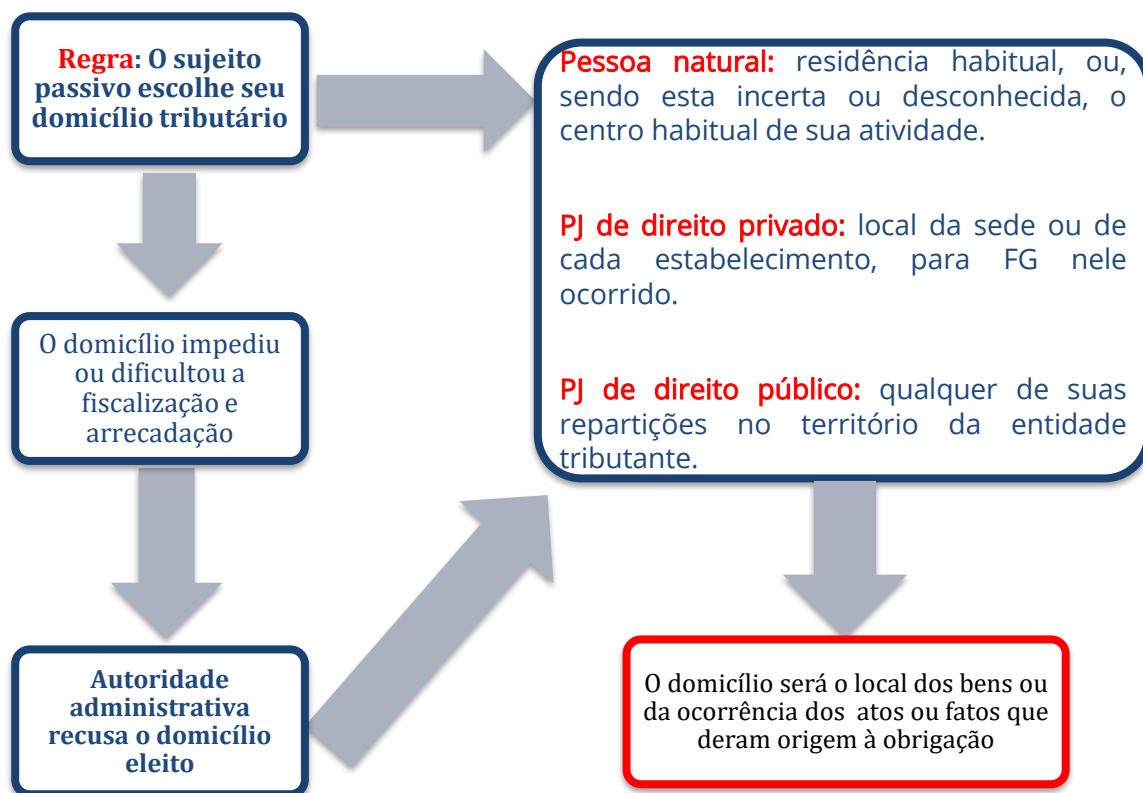 Regra: O sujeito
passivo escolhe seu
domicílio tributário
Pessoa natural: residência habitual, ou,
sendo esta incerta ou desconhecida, o
centro habitual de sua atividade.
PJ de direito privado: local da sede ou de
cada estabelecimento, para FG nele
ocorrido.
PJ de direito público: qualquer de suas
repartições no território da entidade
tributante.
O domicílio impediu
ou dificultou a
fiscalização e
arrecadação
Autoridade
administrativa
recusa o domicílio
eleito
O domicílio será o local dos bens ou
da ocorrência dos atos ou fatos que
deram origem à obrigação